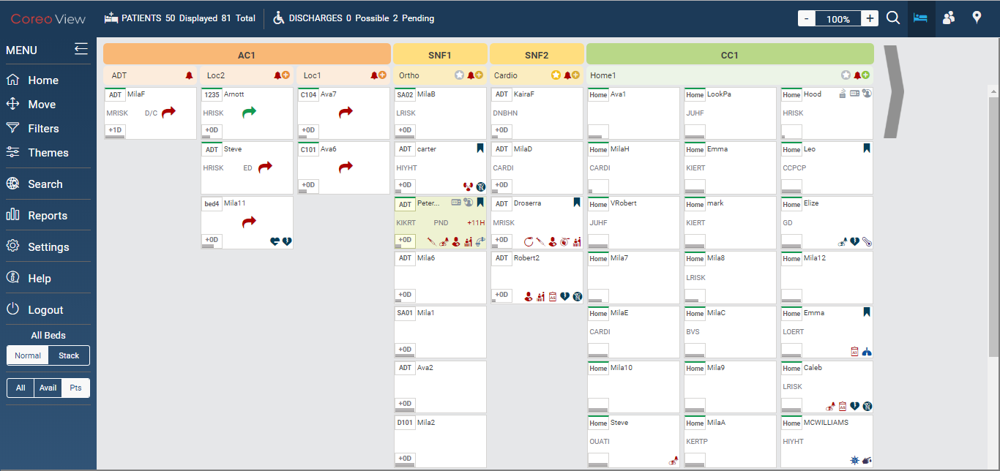 Coreo View
PATIENTS 50 Displayed 81 Total
DISCHARGES 0 Possible 2 Pending
- 100% +
MENU
Home
Move
Filters
Themes
Search
Reports
Settings
Help
Logout
All Beds
Normal Stack
All Avail Pts
AC1 SNF1 SNF2 CC1
ADT Loc2 Loc1 Ortho Cardio Home1
ADT MilaF 1235 Arnott C104 Ava7 SA02 MilaB ADT KairaF Home Ava1 Home LookPa Home Hood
MRISK D/C HRISK LRISK DNBHN JUHF HRISK
+1D +0D +0D +0D +0D
ADT Steve C101 Ava6 ADT carter ADT MilaD Home MilaH Home Emma Home Leo
HRISK ED HIYHT CARDI CARDI KIERT CCPCP
+0D +0D +0D
bed4 Mila11 ADT Peter... ADT Droserra Home VRobert Home mark Home Elize
KIKRT PND +11H MRISK JUHF KIERT GD
+0D +0D +0D
ADT Mila6 ADT Robert2 Home Mila7 Home Mila8 Home Mila12
LRISK
+0D +0D
SA01 Mila1 Home MilaE Home MilaC Home Emma
CARDI BVS LOERT
+0D
ADT Ava2 Home Mila10 Home Mila9 Home Caleb
LRISK
+0D
D101 Mila2 Home Steve Home MilaA Home MCWILLIAMS
OUATI KERTP HIYHT
+0D